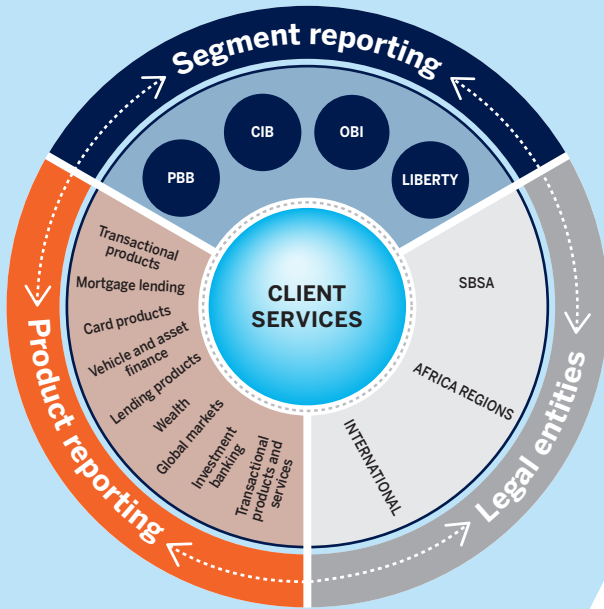 Segment reporting
PBB
CIB
OBI
LIBERTY
CLIENT
SERVICES
Transactional
products
Mortgage lending
Card products
Vehicle and asset
finance
Lending products
Wealth
Global markets
Investment
banking
Transactional
products and
services
Product reporting
SBSA
AFRICA REGIONS
INTERNATIONAL
Legal entities